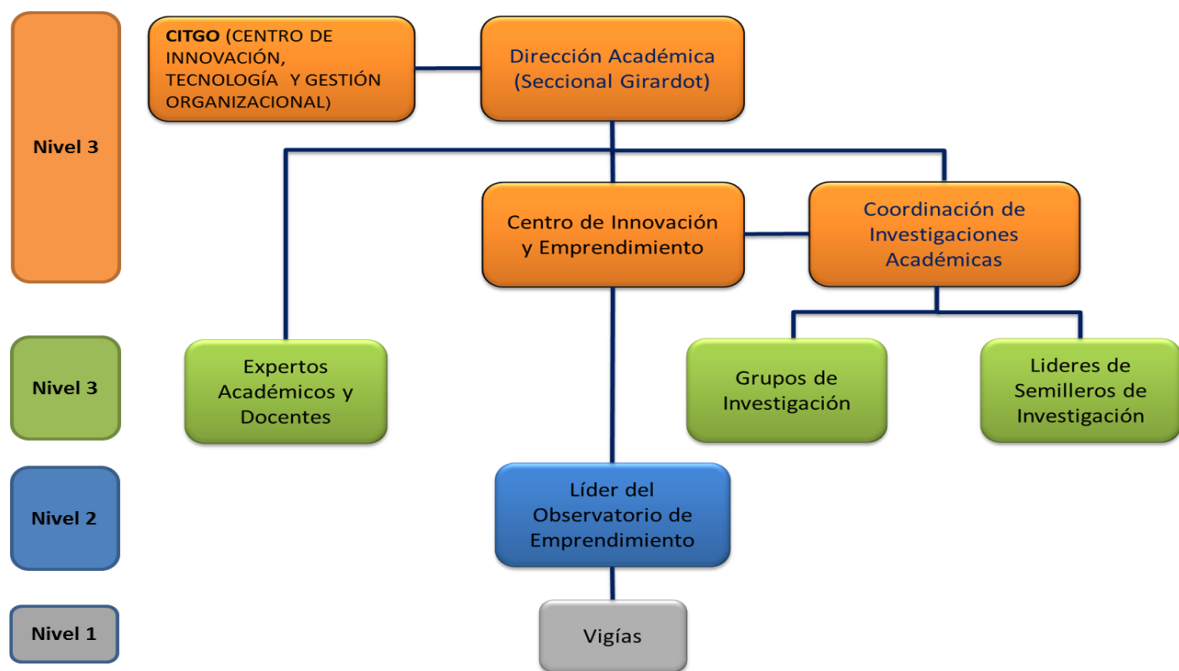 CITGO (CENTRO DE
INNOVACIÓN,
TECNOLOGÍA Y GESTIÓN
ORGANIZACIONAL)
Dirección Académica
(Seccional Girardot)
Nivel 3
Centro de Innovación
y Emprendimiento
Coordinación de
Investigaciones
Académicas
Nivel 3
Expertos
Académicos y
Docentes
Grupos de
Investigación
Lideres de
Semilleros de
Investigación
Nivel 2
Líder del
Observatorio de
Emprendimiento
Nivel 1
Vigías